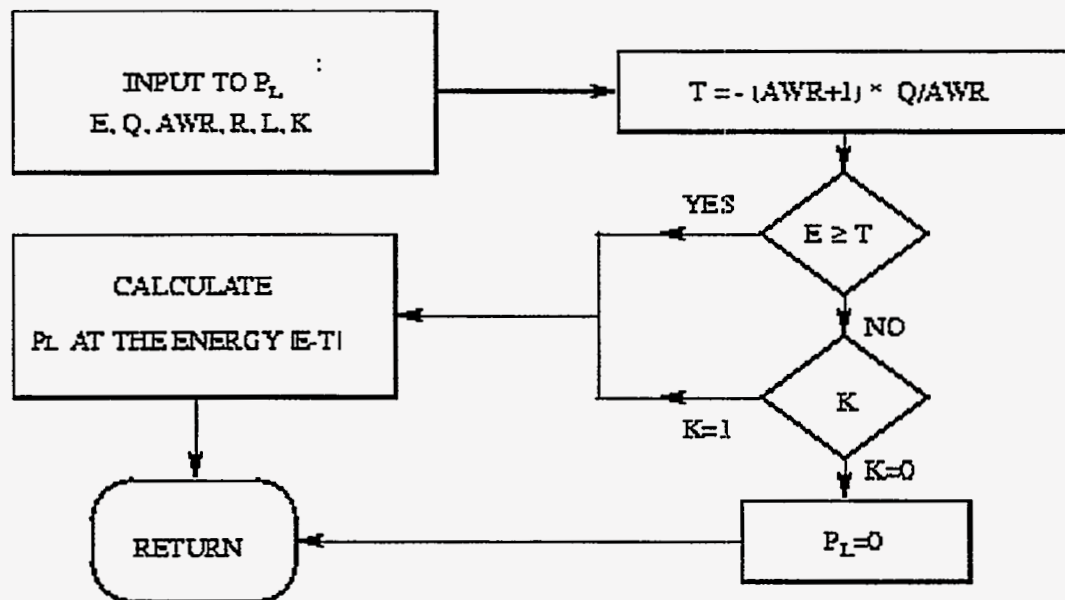 INPUT TO P_L
E, Q, AWR, R, L, K
T = - (AWR+1) * Q/AWR
E ≥ T
YES
NO
CALCULATE
P_L AT THE ENERGY |E-T|
K
K=1
K=0
P_L=0
RETURN